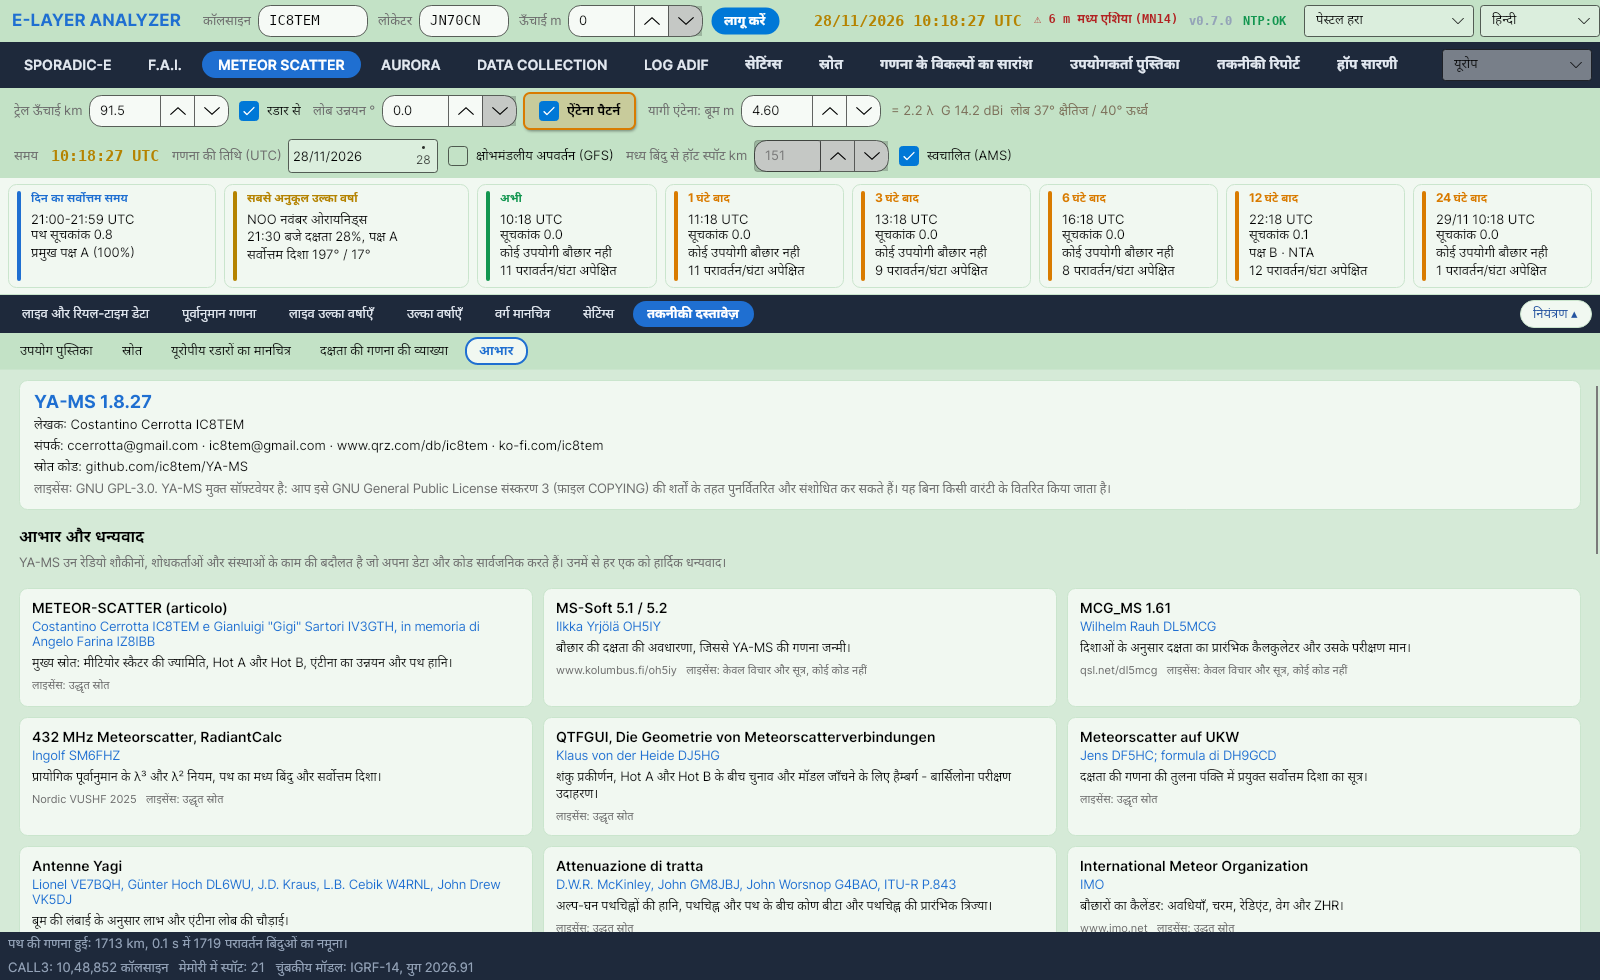 E-LAYER ANALYZER कॉलसाइन IC8TEM लोकेटर JN70CN ऊँचाई m 0 लागू करें 28/11/2026 10:18:27 UTC ⚠ 6 m मध्य एशिया (MN14) v0.7.0 NTP:OK पेस्टल हरा हिन्दी
SPORADIC-E F.A.I. METEOR SCATTER AURORA DATA COLLECTION LOG ADIF सेटिंग्स स्रोत गणना के विकल्पों का सारांश उपयोगकर्ता पुस्तिका तकनीकी रिपोर्ट हॉप सारणी यूरोप
ट्रेल ऊँचाई km 91.5 रडार से लोब उन्नयन ° 0.0 ऐंटेना पैटर्न यागी एंटेना: बूम m 4.60 = 2.2 λ G 14.2 dBi लोब 37° क्षैतिज / 40° ऊर्ध्व
समय 10:18:27 UTC गणना की तिथि (UTC) 28/11/2026 28 क्षोभमंडलीय अपवर्तन (GFS) मध्य बिंदु से हॉट स्पॉट km 151 स्वचालित (AMS)
दिन का सर्वोत्तम समय
21:00-21:59 UTC
पथ सूचकांक 0.8
प्रमुख पक्ष A (100%)
सबसे अनुकूल उल्का वर्षा
NOO नवंबर ओरायनिड्स
21:30 बजे दक्षता 28%, पक्ष A
सर्वोत्तम दिशा 197° / 17°
अभी
10:18 UTC
सूचकांक 0.0
कोई उपयोगी बौछार नहीं
11 परावर्तन/घंटा अपेक्षित
1 घंटे बाद
11:18 UTC
सूचकांक 0.0
कोई उपयोगी बौछार नहीं
11 परावर्तन/घंटा अपेक्षित
3 घंटे बाद
13:18 UTC
सूचकांक 0.0
कोई उपयोगी बौछार नहीं
9 परावर्तन/घंटा अपेक्षित
6 घंटे बाद
16:18 UTC
सूचकांक 0.0
कोई उपयोगी बौछार नहीं
8 परावर्तन/घंटा अपेक्षित
12 घंटे बाद
22:18 UTC
सूचकांक 0.1
पक्ष B · NTA
12 परावर्तन/घंटा अपेक्षित
24 घंटे बाद
29/11 10:18 UTC
सूचकांक 0.0
कोई उपयोगी बौछार नहीं
1 परावर्तन/घंटा अपेक्षित
लाइव और रियल-टाइम डेटा पूर्वानुमान गणना लाइव उल्का वर्षाएँ उल्का वर्षाएँ वर्ग मानचित्र सेटिंग्स तकनीकी दस्तावेज़ नियंत्रण ▴
उपयोग पुस्तिका स्रोत यूरोपीय रडारों का मानचित्र दक्षता की गणना की व्याख्या आभार
YA-MS 1.8.27
लेखक: Costantino Cerrotta IC8TEM
संपर्क: ccerrotta@gmail.com · ic8tem@gmail.com · www.qrz.com/db/ic8tem · ko-fi.com/ic8tem
स्रोत कोड: github.com/ic8tem/YA-MS
लाइसेंस: GNU GPL-3.0. YA-MS मुक्त सॉफ़्टवेयर है: आप इसे GNU General Public License संस्करण 3 (फ़ाइल COPYING) की शर्तों के तहत पुनर्वितरित और संशोधित कर सकते हैं। यह बिना किसी वारंटी के वितरित किया जाता है।
आभार और धन्यवाद
YA-MS उन रेडियो शौकीनों, शोधकर्ताओं और संस्थाओं के काम की बदौलत है जो अपना डेटा और कोड सार्वजनिक करते हैं। उनमें से हर एक को हार्दिक धन्यवाद।
METEOR-SCATTER (articolo)
Costantino Cerrotta IC8TEM e Gianluigi "Gigi" Sartori IV3GTH, in memoria di
Angelo Farina IZ8IBB
मुख्य स्रोत: मीटियोर स्कैटर की ज्यामिति, Hot A और Hot B, एंटीना का उन्नयन और पथ हानि।
लाइसेंस: उद्धृत स्रोत
MS-Soft 5.1 / 5.2
Ilkka Yrjölä OH5IY
बौछार की दक्षता की अवधारणा, जिससे YA-MS की गणना जन्मी।
www.kolumbus.fi/oh5iy लाइसेंस: केवल विचार और सूत्र, कोई कोड नहीं
MCG_MS 1.61
Wilhelm Rauh DL5MCG
दिशाओं के अनुसार दक्षता का प्रारंभिक कैलकुलेटर और उसके परीक्षण मान।
qsl.net/dl5mcg लाइसेंस: केवल विचार और सूत्र, कोई कोड नहीं
432 MHz Meteorscatter, RadiantCalc
Ingolf SM6FHZ
प्रायोगिक पूर्वानुमान के λ³ और λ² नियम, पथ का मध्य बिंदु और सर्वोत्तम दिशा।
Nordic VUSHF 2025 लाइसेंस: उद्धृत स्रोत
QTFGUI, Die Geometrie von Meteorscatterverbindungen
Klaus von der Heide DJ5HG
शंकु प्रकीर्णन, Hot A और Hot B के बीच चुनाव और मॉडल जाँचने के लिए हैम्बर्ग - बार्सिलोना परीक्षण
उदाहरण।
लाइसेंस: उद्धृत स्रोत
Meteorscatter auf UKW
Jens DF5HC; formula di DH9GCD
दक्षता की गणना की तुलना पंक्ति में प्रयुक्त सर्वोत्तम दिशा का सूत्र।
लाइसेंस: उद्धृत स्रोत
Antenne Yagi
Lionel VE7BQH, Günter Hoch DL6WU, J.D. Kraus, L.B. Cebik W4RNL, John Drew
VK5DJ
बूम की लंबाई के अनुसार लाभ और एंटीना लोब की चौड़ाई।
Attenuazione di tratta
D.W.R. McKinley, John GM8JBJ, John Worsnop G4BAO, ITU-R P.843
अल्प-घन पथचिह्नों की हानि, पथचिह्न और पथ के बीच कोण बीटा और पथचिह्न की प्रारंभिक त्रिज्या।
लाइसेंस: उद्धृत स्रोत
International Meteor Organization
IMO
बौछारों का कैलेंडर: अवधियाँ, चरम, रेडिएंट, वेग और ZHR।
www.imo.net लाइसेंस: उद्धृत स्रोत
पथ की गणना हुई: 1713 km, 0.1 s में 1719 परावर्तन बिंदुओं का नमूना।
CALL3: 10,48,852 कॉलसाइन मेमोरी में स्पॉट: 21 चुंबकीय मॉडल: IGRF-14, युग 2026.91